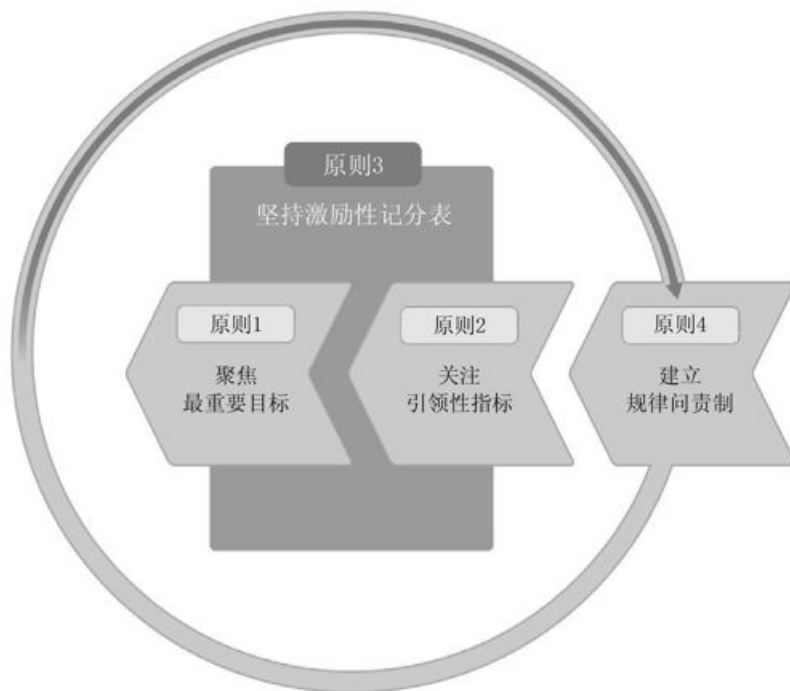 原则3
坚持激励性记分表
原则1
聚焦
最重要目标
原则2
关注
引领性指标
原则4
建立
规律问责制